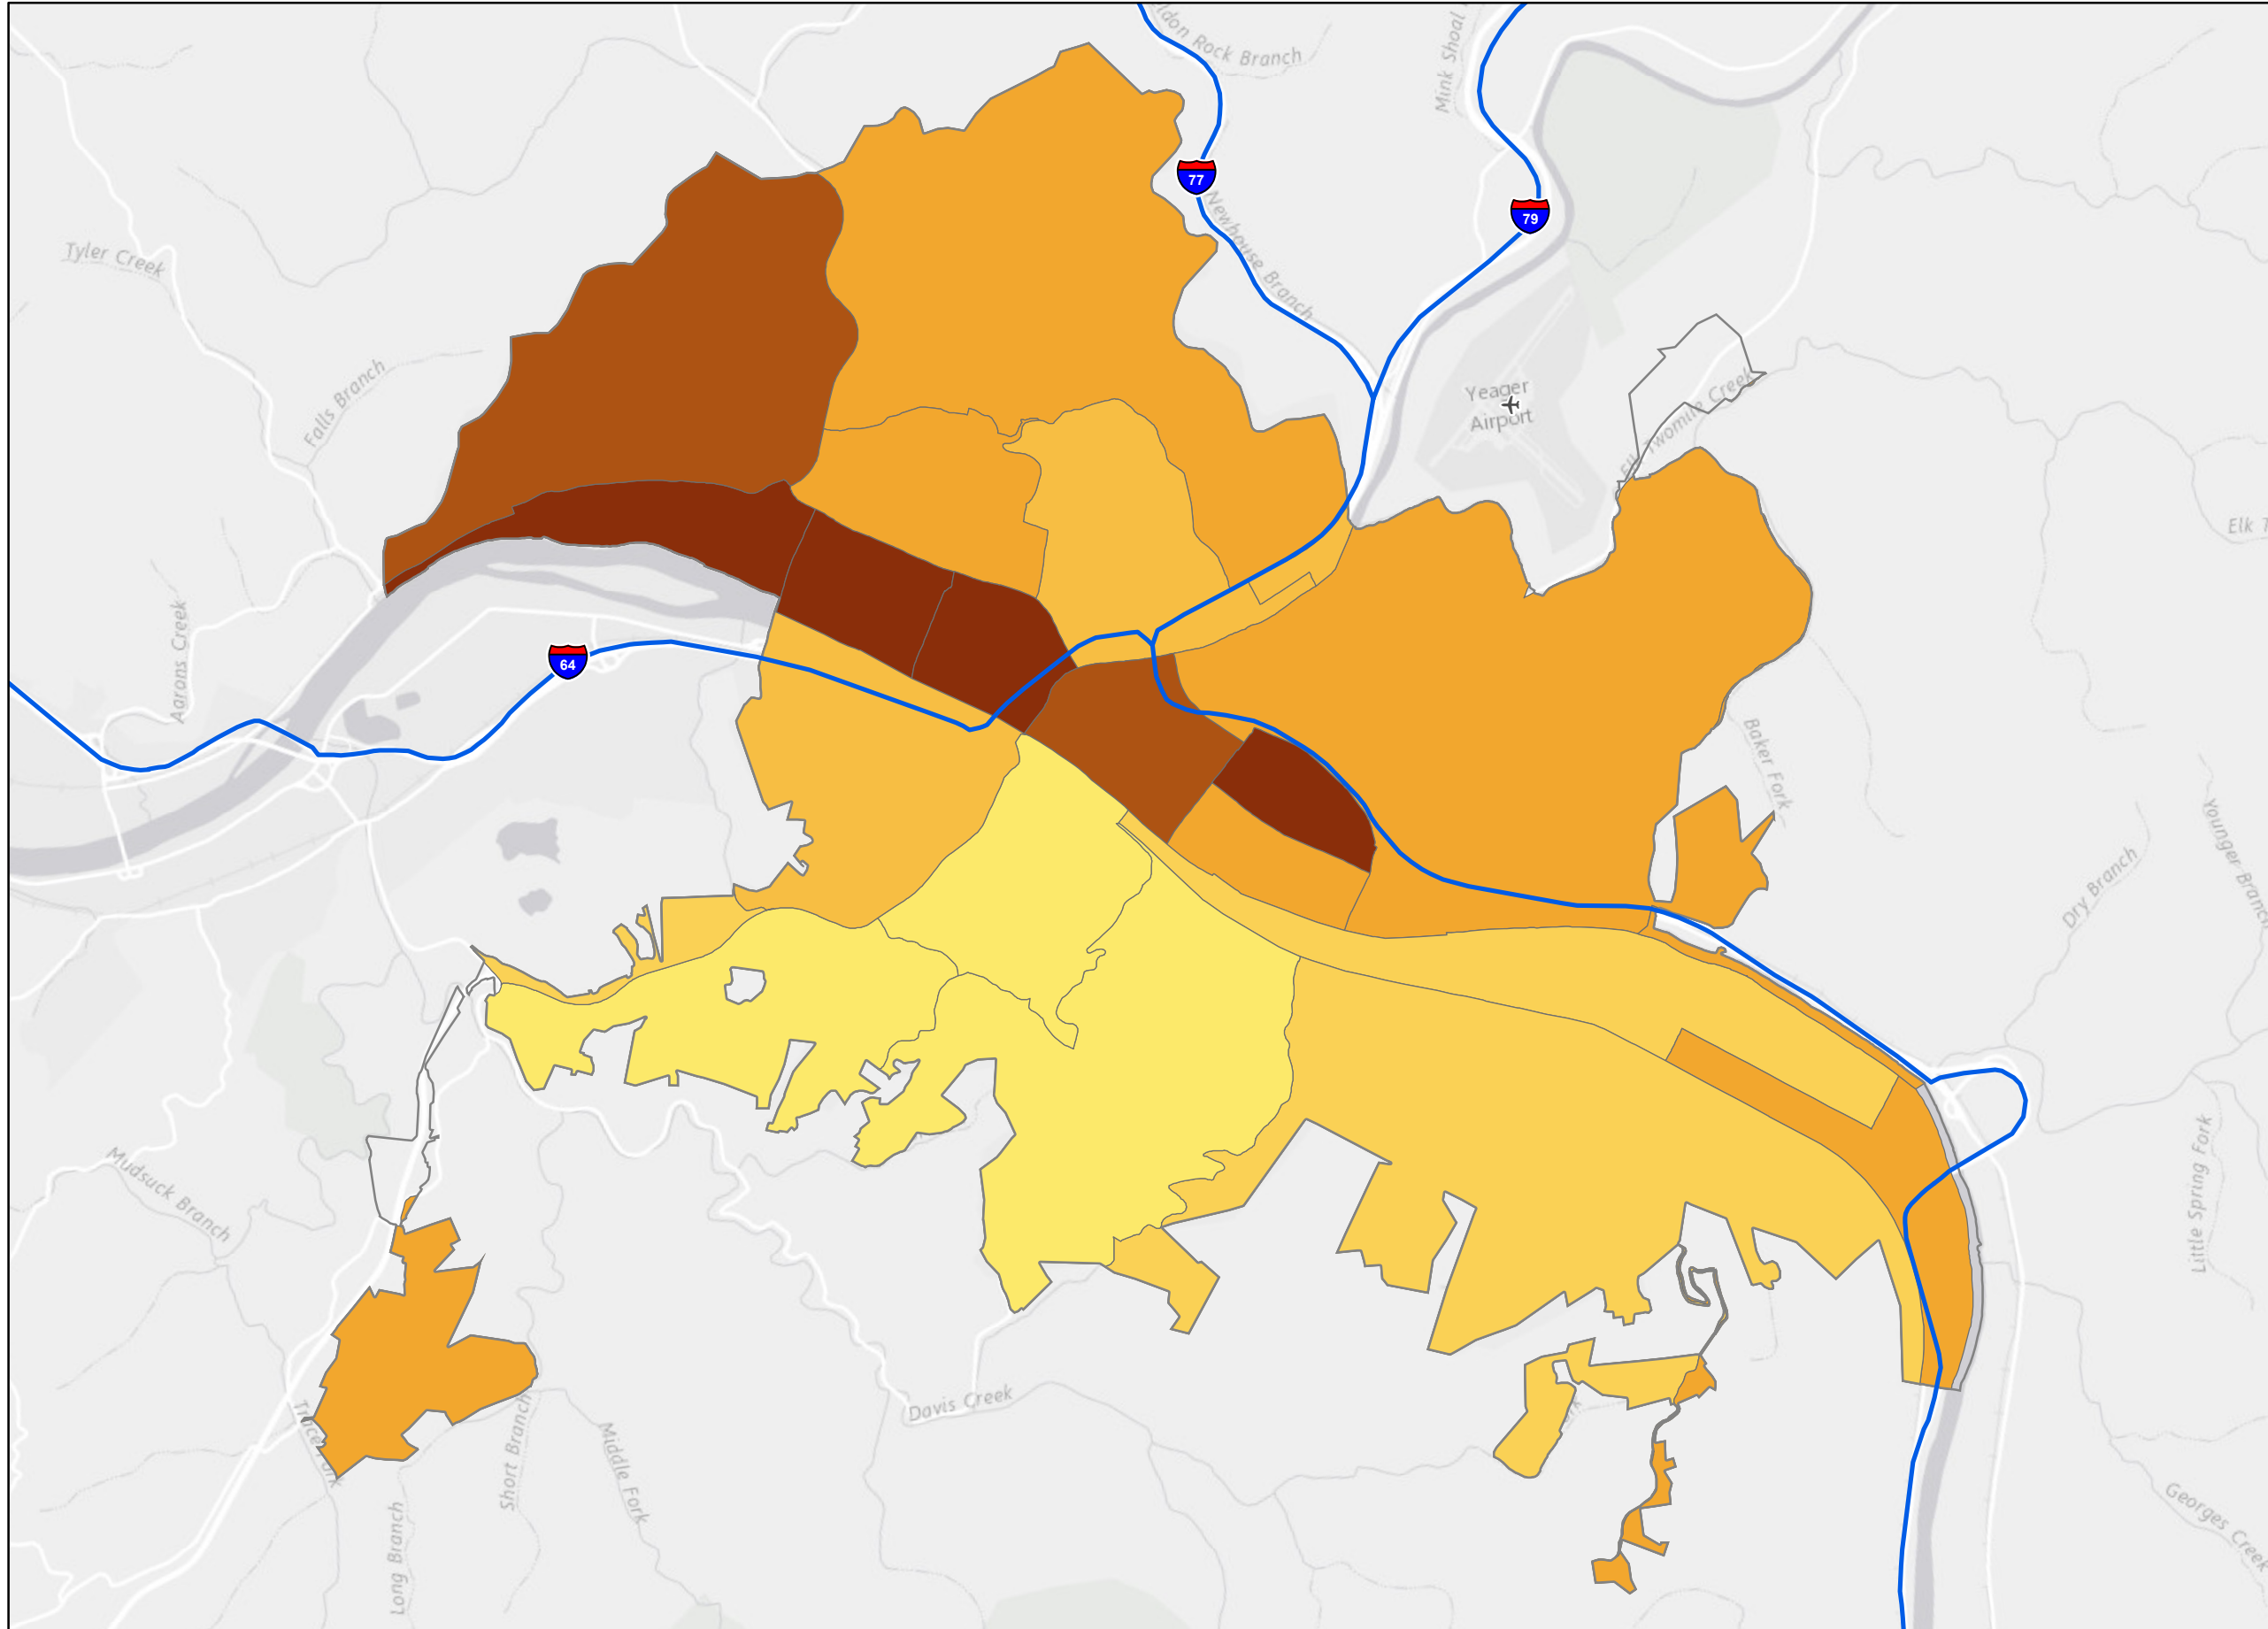 Rock Branch
Mink Shoal
77
79
Newhouse Branch
Tyler Creek
Yeager
Airport
Falls Branch
Twomile Creek
Aarons Creek
64
Baker Fork
Younger Branch
Dry Branch
Mudsuck Branch
Little Spring Fork
Davis Creek
Short Branch
Middle Fork
Long Branch
Georges Creek